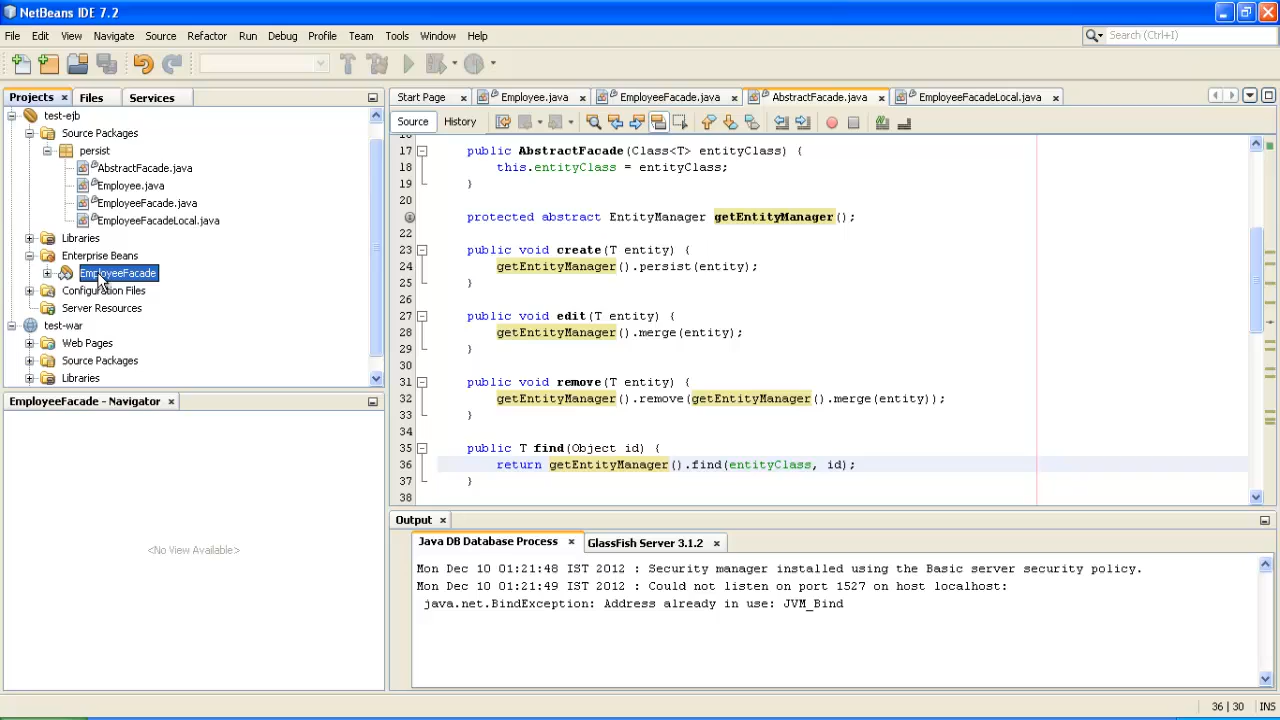 NetBeans IDE 7.2
File Edit View Navigate Source Refactor Run Debug Profile Team Tools Window Help
Search (Ctrl+I)
Projects Files Services
test-ejb
Source Packages
persist
AbstractFacade.java
Employee.java
EmployeeFacade.java
EmployeeFacadeLocal.java
Libraries
Enterprise Beans
EmployeeFacade
Configuration Files
Server Resources
test-war
Web Pages
Source Packages
Libraries
EmployeeFacade - Navigator
<No View Available>
Start Page Employee.java EmployeeFacade.java AbstractFacade.java EmployeeFacadeLocal.java
Source History
17 public AbstractFacade(Class<T> entityClass) {
18 this.entityClass = entityClass;
19 }
20
protected abstract EntityManager getEntityManager();
22
23 public void create(T entity) {
24 getEntityManager().persist(entity);
25 }
26
27 public void edit(T entity) {
28 getEntityManager().merge(entity);
29 }
30
31 public void remove(T entity) {
32 getEntityManager().remove(getEntityManager().merge(entity));
33 }
34
35 public T find(Object id) {
36 return getEntityManager().find(entityClass, id);
37 }
38
Output
Java DB Database Process GlassFish Server 3.1.2
Mon Dec 10 01:21:48 IST 2012 : Security manager installed using the Basic server security policy.
Mon Dec 10 01:21:49 IST 2012 : Could not listen on port 1527 on host localhost:
java.net.BindException: Address already in use: JVM_Bind
36 | 30 INS